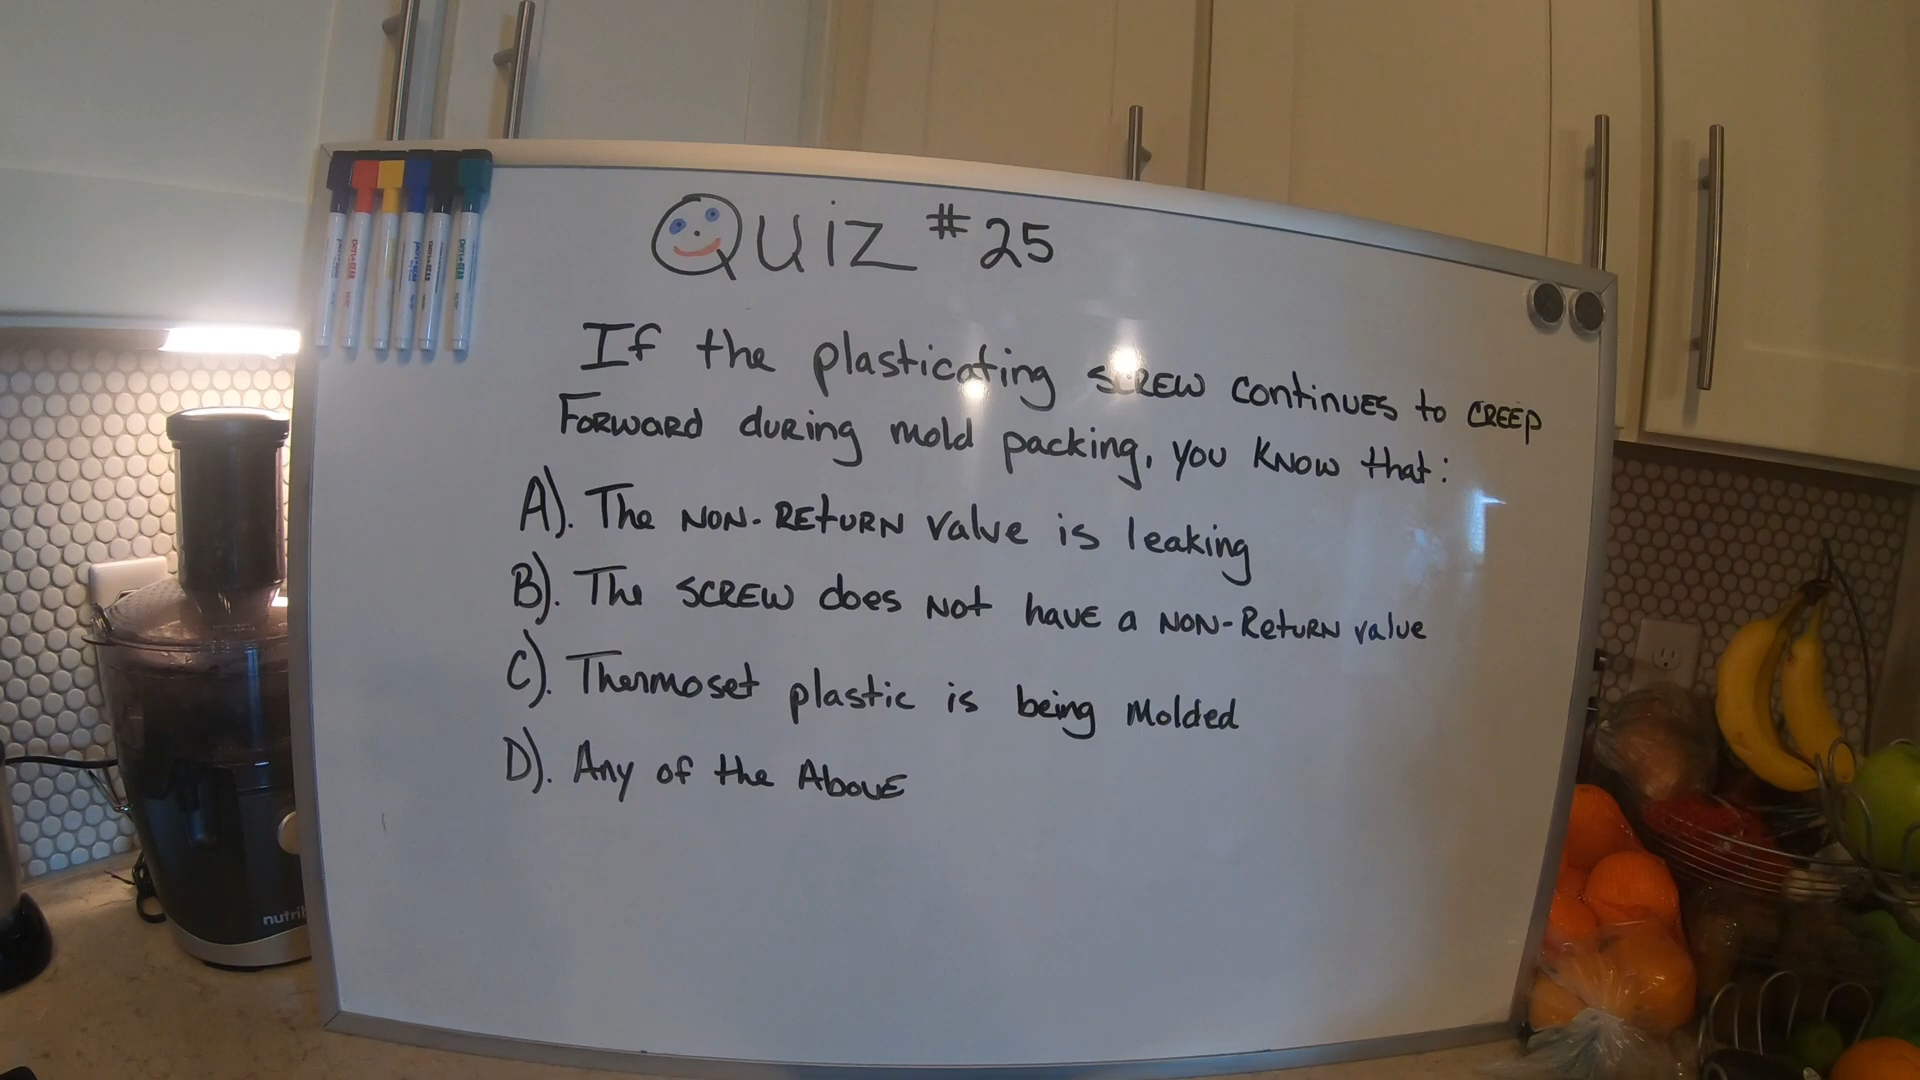 Quiz #25
If the plasticating screw continues to creep
Forward during mold packing, you know that:
A). The non-return valve is leaking
B). The screw does not have a non-return valve
C). Thermoset plastic is being molded
D). Any of the Above
nutrib